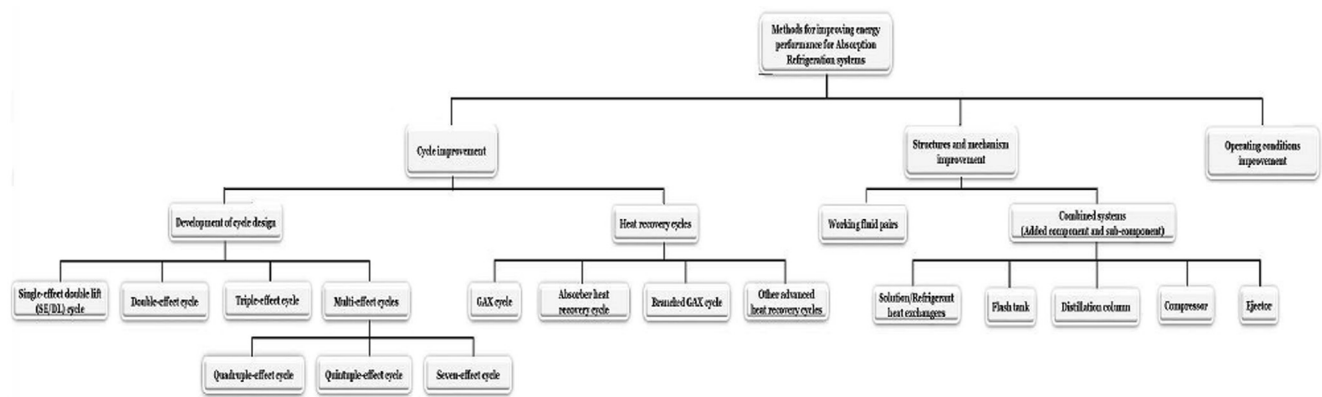 Methods for improving energy
performance for Absorption
Refrigeration systems
Cycle improvement
Structures and mechanism
improvement
Operating conditions
improvement
Development of cycle design
Heat recovery cycles
Working fluid pairs
Combined systems
(Added component and sub-component)
Single-effect double lift
(SE/DL) cycle
Double-effect cycle
Triple-effect cycle
Multi-effect cycles
GAX cycle
Absorber heat
recovery cycle
Branched GAX cycle
Other advanced
heat recovery cycles
Solution/Refrigerant
heat exchangers
Flash tank
Distillation column
Compressor
Ejector
Quadruple-effect cycle
Quintuple-effect cycle
Seven-effect cycle